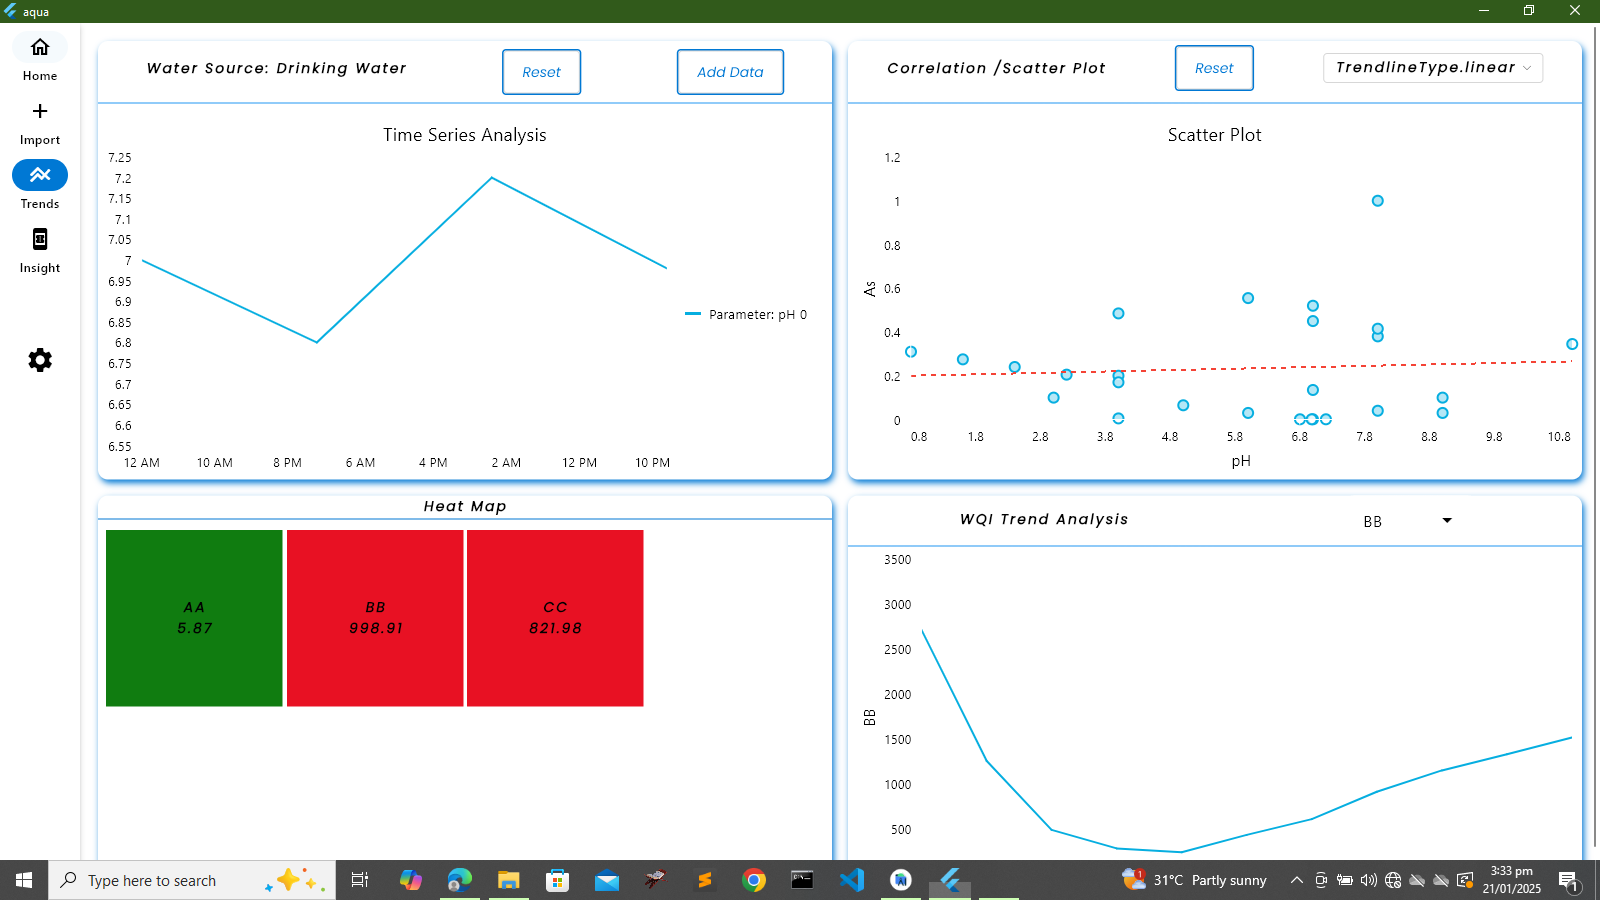 aqua
Home
Import
Trends
Insight
Water Source: Drinking Water
Reset
Add Data
Time Series Analysis
7.25
7.2
7.15
7.1
7.05
7
6.95
6.9
6.85
6.8
6.75
6.7
6.65
6.6
6.55
12 AM 10 AM 8 PM 6 AM 4 PM 2 AM 12 PM 10 PM
Parameter: pH 0
Correlation /Scatter Plot
Reset
TrendlineType.linear
Scatter Plot
1.2
1
0.8
0.6
0.4
0.2
0
As
0.8 1.8 2.8 3.8 4.8 5.8 6.8 7.8 8.8 9.8 10.8
pH
Heat Map
AA
5.87
BB
998.91
CC
821.98
WQI Trend Analysis
BB
3500
3000
2500
2000
1500
1000
500
BB
Type here to search
1
31°C Partly sunny
3:33 pm
21/01/2025
1